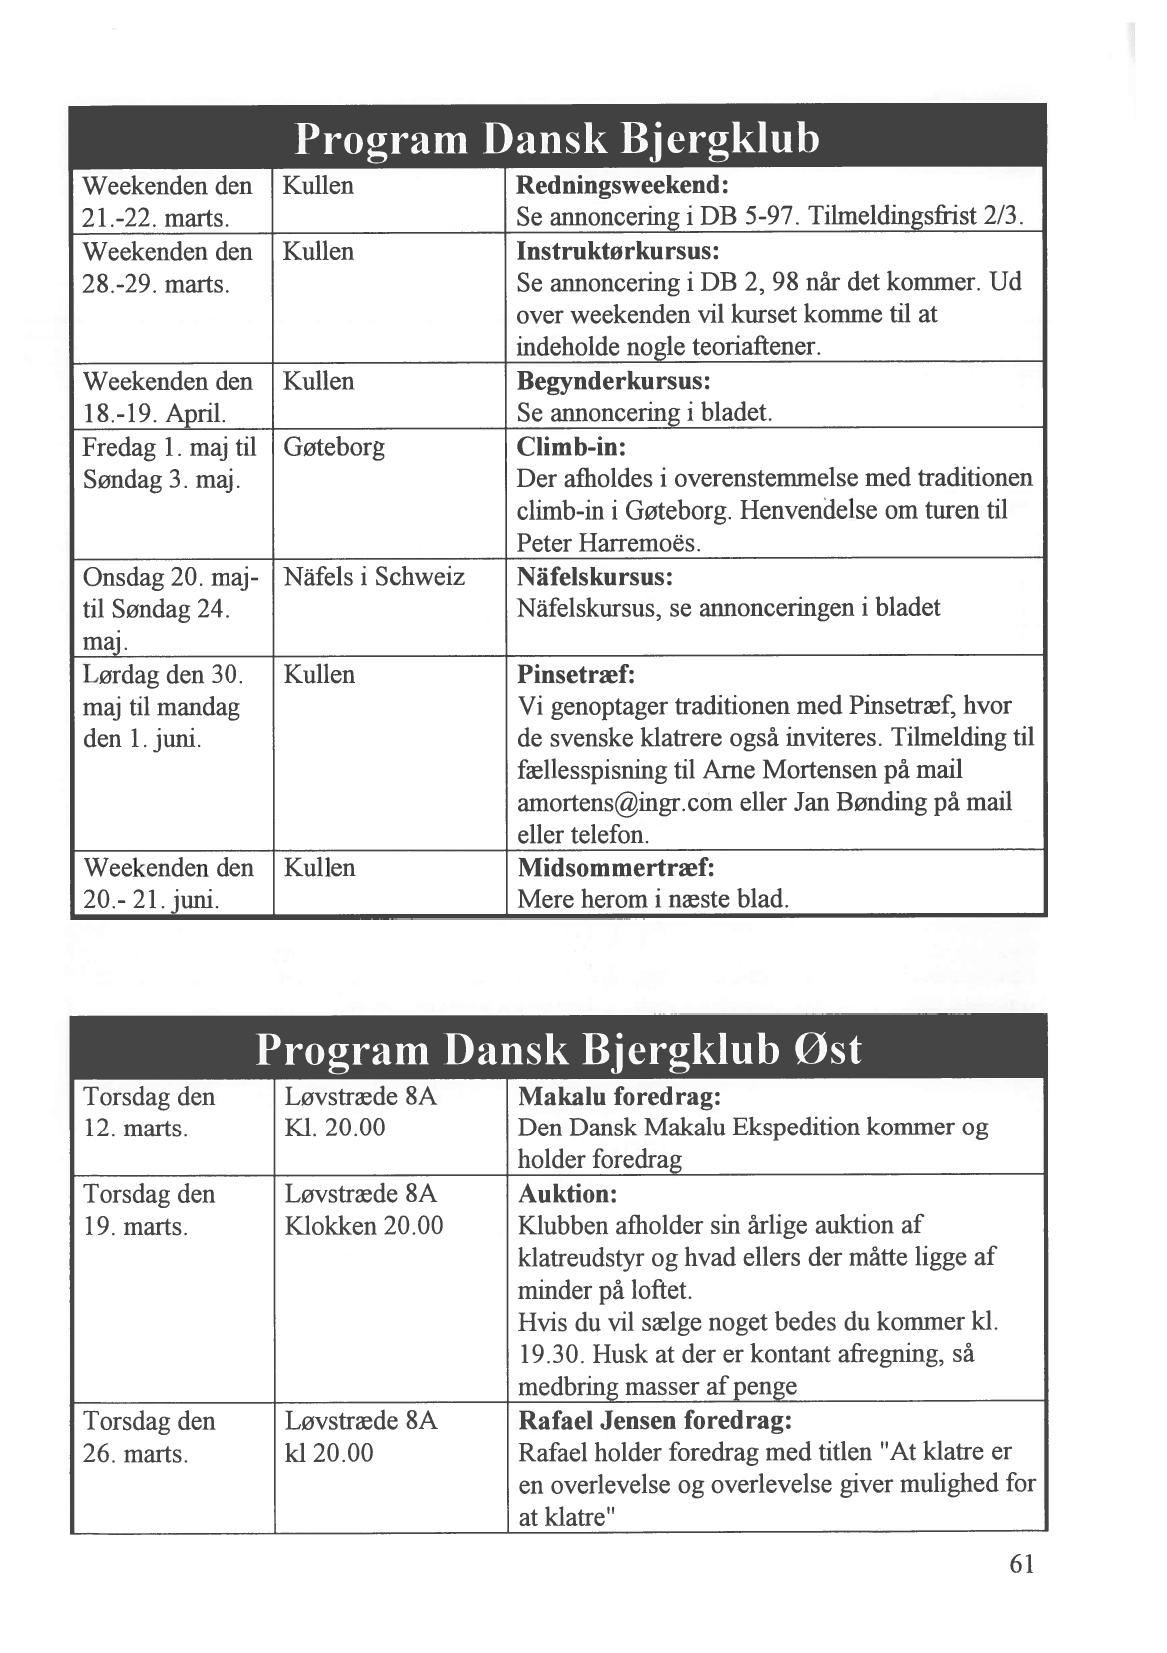 Program Dansk Bjergklub
Weekenden den
21.-22. marts.
Kullen
Redningsweekend:
Se annoncering i DB 5-97. Tilmeldingsfrist 2/3.
Weekenden den
28.-29. marts.
Kullen
Instruktørkursus:
Se annoncering i DB 2, 98 når det kommer. Ud
over weekenden vil kurset komme til at
indeholde nogle teoriaftener.
Weekenden den
18.-19. April.
Kullen
Begynderkursus:
Se annoncering i bladet.
Fredag 1. maj til
Søndag 3. maj.
Gøteborg
Climb-in:
Der afholdes i overenstemmelse med traditionen
climb-in i Gøteborg. Henvendelse om turen til
Peter Harremoës.
Onsdag 20. maj-
til Søndag 24.
maj.
Näfels i Schweiz
Näfelskursus:
Näfelskursus, se annonceringen i bladet
Lørdag den 30.
maj til mandag
den 1. juni.
Kullen
Pinsetræf:
Vi genoptager traditionen med Pinsetræf, hvor
de svenske klatrere også inviteres. Tilmelding til
fællesspisning til Arne Mortensen på mail
amortens@ingr.com eller Jan Bønding på mail
eller telefon.
Weekenden den
20.- 21. juni.
Kullen
Midsommertræf:
Mere herom i næste blad.
Program Dansk Bjergklub Øst
Torsdag den
12. marts.
Løvstræde 8A
Kl. 20.00
Makalu foredrag:
Den Dansk Makalu Ekspedition kommer og
holder foredrag
Torsdag den
19. marts.
Løvstræde 8A
Klokken 20.00
Auktion:
Klubben afholder sin årlige auktion af
klatreudstyr og hvad ellers der måtte ligge af
minder på loftet.
Hvis du vil sælge noget bedes du kommer kl.
19.30. Husk at der er kontant afregning, så
medbring masser af penge
Torsdag den
26. marts.
Løvstræde 8A
kl 20.00
Rafael Jensen foredrag:
Rafael holder foredrag med titlen "At klatre er
en overlevelse og overlevelse giver mulighed for
at klatre"
61